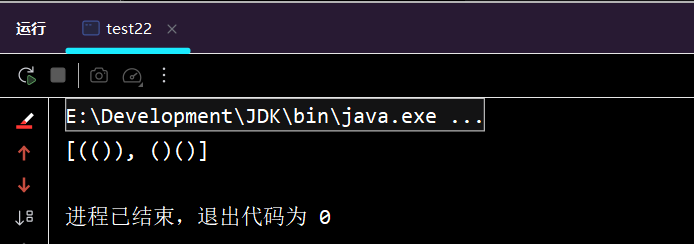 运行 test22
E:\Development\JDK\bin\java.exe ...
[(()), ()()]
进程已结束，退出代码为 0